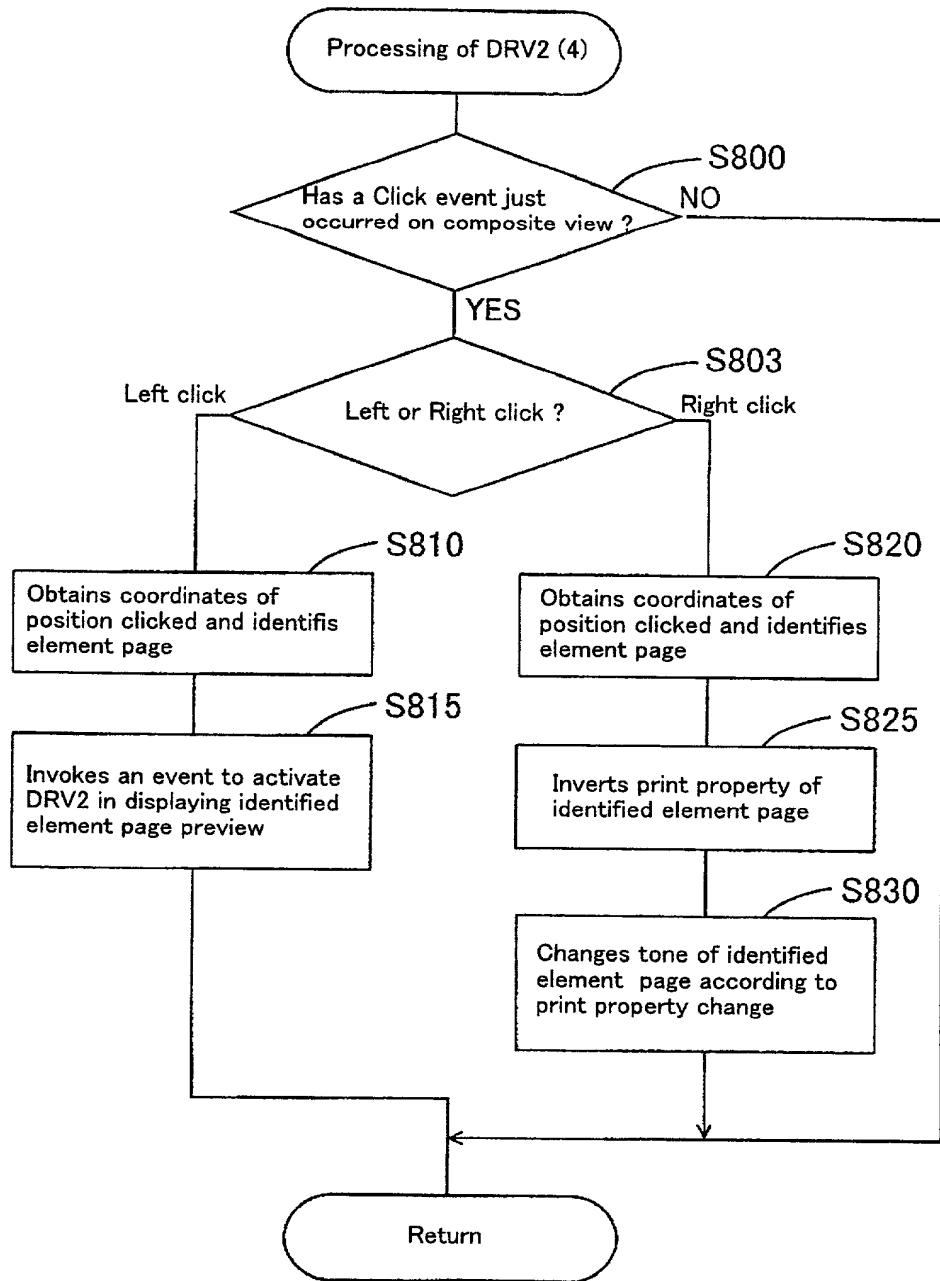 Processing of DRV2 (4)
S800
Has a Click event just
occurred on composite view ?
NO
YES
S803
Left click
Left or Right click ?
Right click
S810
Obtains coordinates of
position clicked and identifis
element page
S820
Obtains coordinates of
position clicked and identifies
element page
S815
Invokes an event to activate
DRV2 in displaying identified
element page preview
S825
Inverts print property of
identified element page
S830
Changes tone of identified
element page according to
print property change
Return